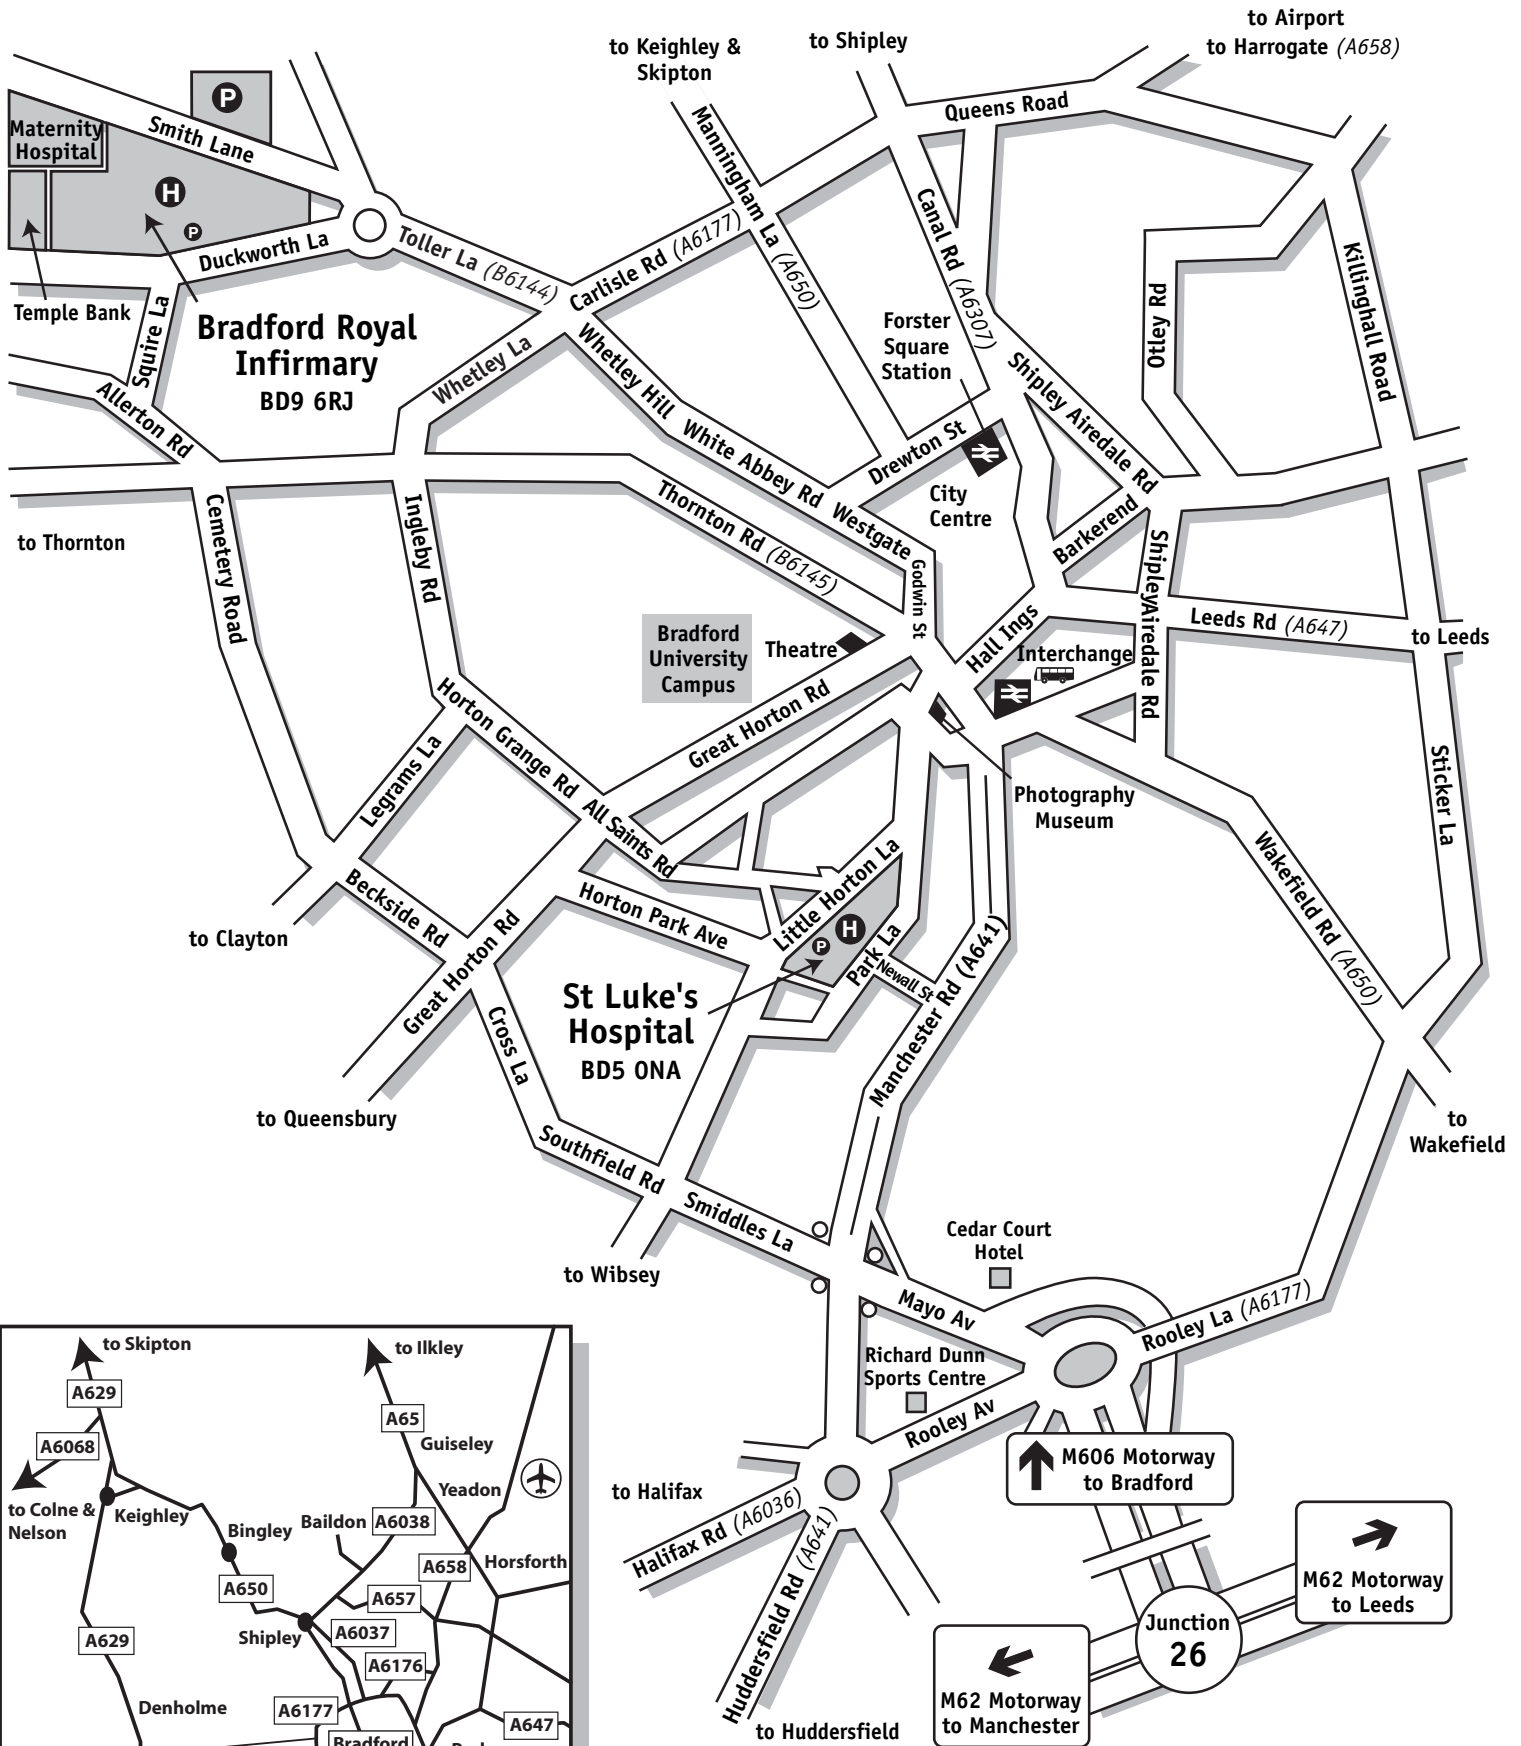 to Airport
to Harrogate (A658)
to Keighley &
Skipton
to Shipley
Queens Road
P
Maternity
Hospital
Smith Lane
H
P
Duckworth La
Toller La (B6144)
Carlisle Rd (A6177)
Manningham La (A650)
Canal Rd (A6307)
Killinghall Road
Otley Rd
Temple Bank
Squire La
Bradford Royal
Infirmary
BD9 6RJ
Whetley La
Whetley Hill
Forster
Square
Station
Shipley Airedale Rd
Allerton Rd
White Abbey Rd
Drewton St
City
Centre
Westgate
Barkerend
to Thornton
Cemetery Road
Ingleby Rd
Thornton Rd (B6145)
Godwin St
Shipley Airedale Rd
Hall Ings
Leeds Rd (A647)
to Leeds
Bradford
University
Campus
Theatre
Interchange
Horton Grange Rd
Great Horton Rd
Legrams La
Sticker La
Photography
Museum
All Saints Rd
Wakefield Rd (A650)
Beckside Rd
Horton Park Ave
Little Horton La
H
P
Park La
Newall St
Manchester Rd (A641)
to Clayton
Great Horton Rd
St Luke's
Hospital
BD5 0NA
Cross La
to Queensbury
to
Wakefield
Southfield Rd
Smiddles La
to Wibsey
Cedar Court
Hotel
Mayo Av
Rooley La (A6177)
Richard Dunn
Sports Centre
Rooley Av
M606 Motorway
to Bradford
to Halifax
Halifax Rd (A6036)
Huddersfield Rd (A641)
to Huddersfield
M62 Motorway
to Leeds
Junction
26
M62 Motorway
to Manchester
to Skipton
to Ilkley
A629
A65
A6068
Guiseley
Yeadon
to Colne &
Nelson
Keighley
Bingley
Baildon
A6038
A658
Horsforth
A650
A657
Shipley
A6037
A629
A6176
Denholme
A6177
A647
Bradford